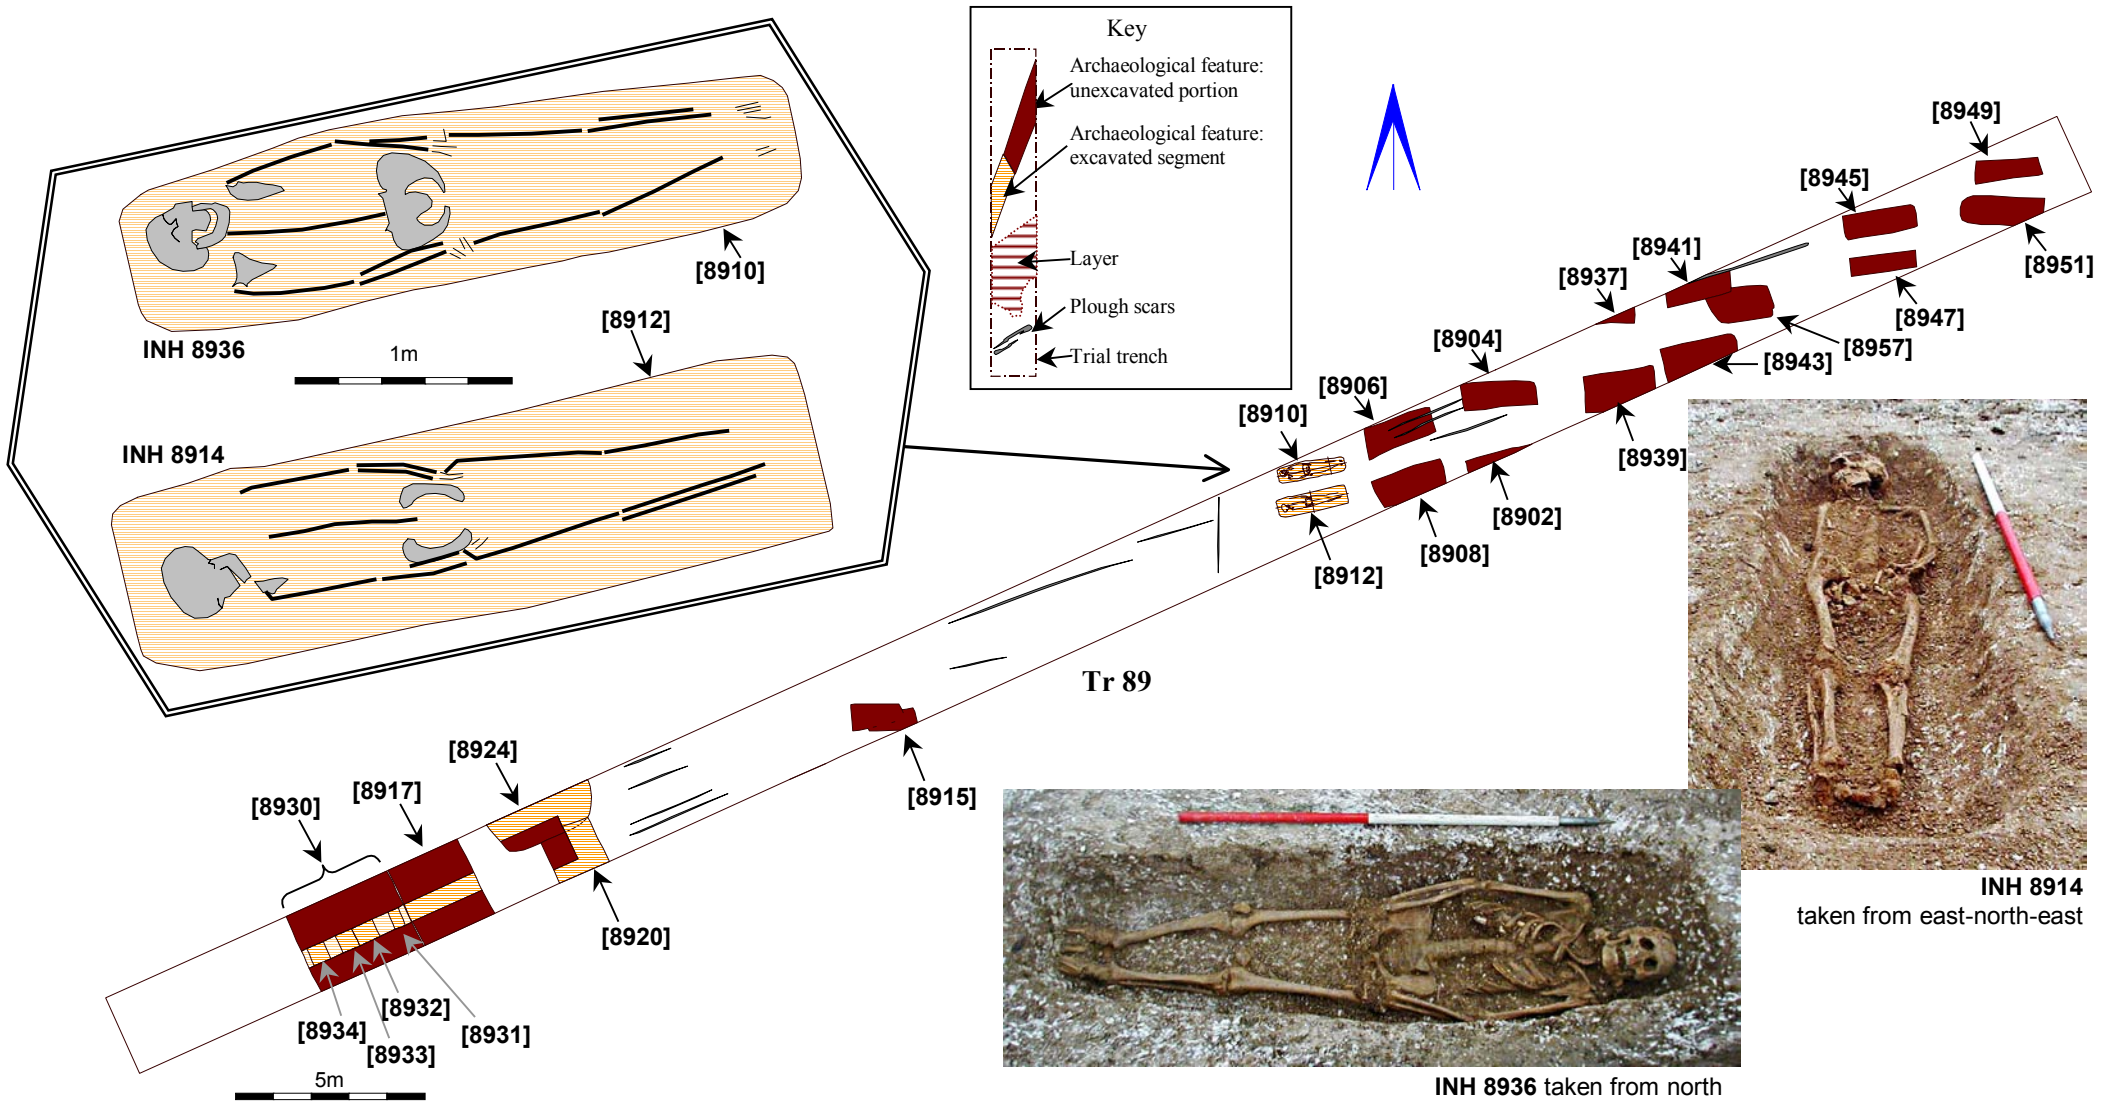 Key
Archaeological feature:
unexcavated portion
Archaeological feature:
excavated segment
Layer
Plough scars
Trial trench
[8910]
INH 8936
1m
[8912]
INH 8914
[8949]
[8945]
[8941]
[8937]
[8951]
[8947]
[8957]
[8943]
[8904]
[8906]
[8910]
[8939]
[8902]
[8908]
[8912]
Tr 89
[8915]
[8924]
[8917]
[8930]
[8920]
[8932]
[8934]
[8931]
[8933]
5m
INH 8914
taken from east-north-east
INH 8936 taken from north